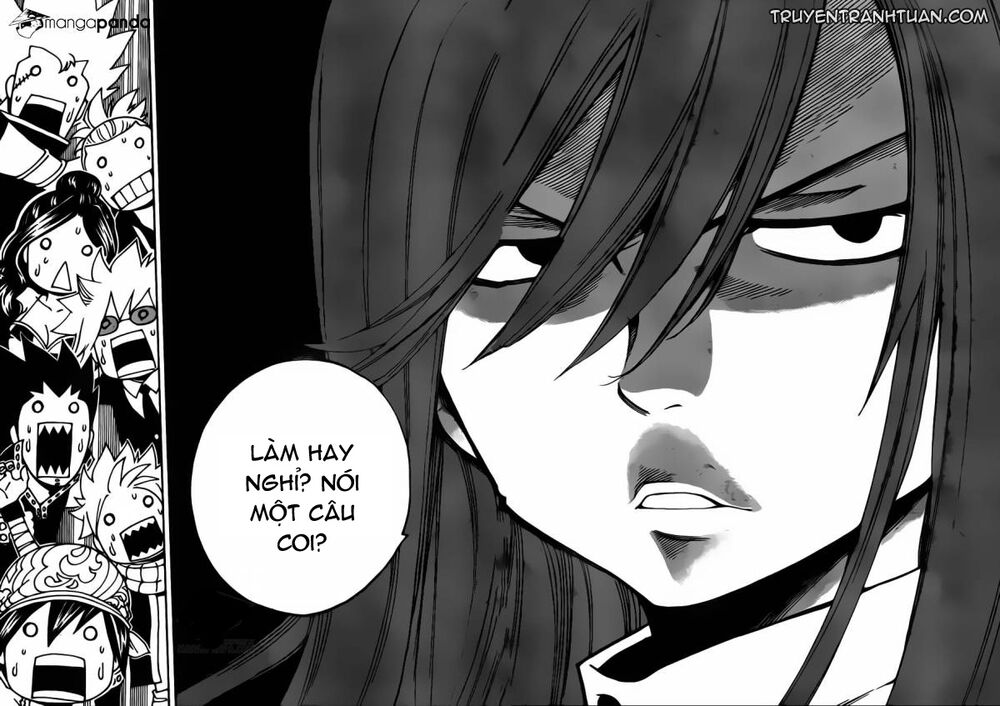 mangapanda
TRUYENTRANHTUAN.COM
LÀM HAY
NGHỈ? NÓI
MỘT CÂU
COI?